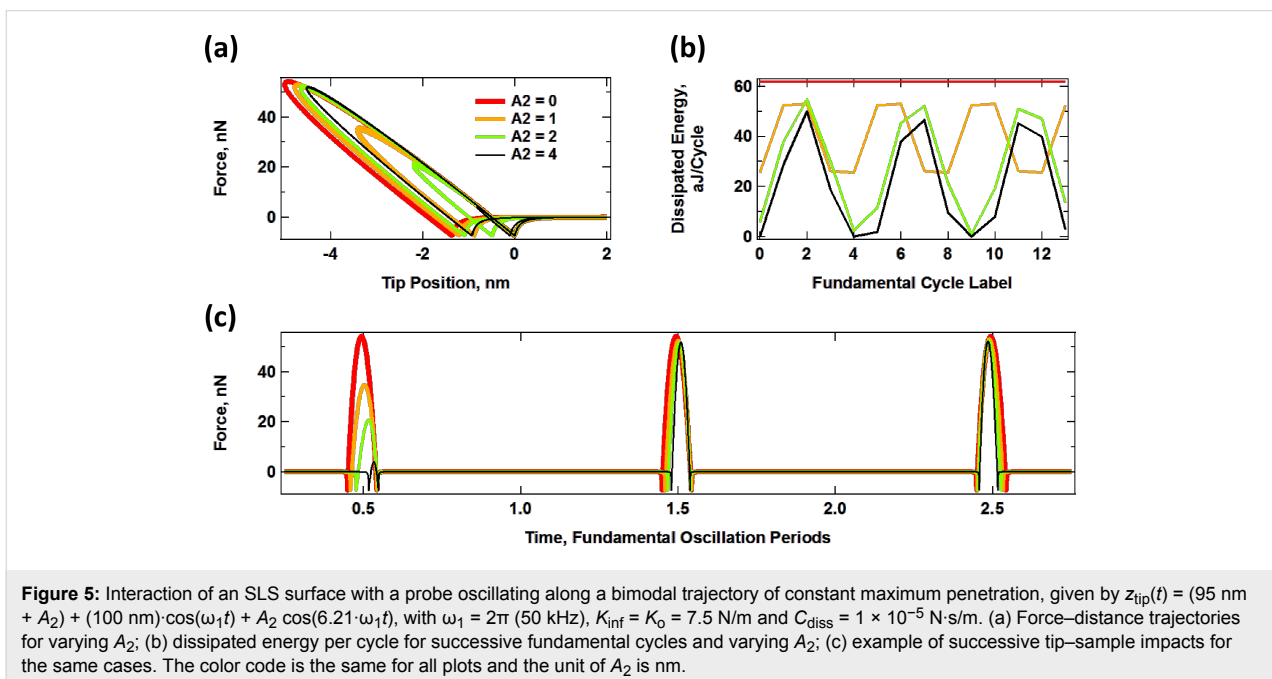 (a)
(b)
Force, nN
40
20
0
-4
-2
0
2
Tip Position, nm
A2 = 0
A2 = 1
A2 = 2
A2 = 4
Dissipated Energy,
aJ/Cycle
60
40
20
0
0
2
4
6
8
10
12
Fundamental Cycle Label
(c)
Force, nN
40
20
0
0.5
1.0
1.5
2.0
2.5
Time, Fundamental Oscillation Periods
Figure 5: Interaction of an SLS surface with a probe oscillating along a bimodal trajectory of constant maximum penetration, given by z_tip(t) = (95 nm
+ A₂) + (100 nm)·cos(ω₁t) + A₂ cos(6.21·ω₁t), with ω₁ = 2π (50 kHz), K_inf = K_o = 7.5 N/m and C_diss = 1 × 10⁻⁵ N·s/m. (a) Force–distance trajectories
for varying A₂; (b) dissipated energy per cycle for successive fundamental cycles and varying A₂; (c) example of successive tip–sample impacts for
the same cases. The color code is the same for all plots and the unit of A₂ is nm.